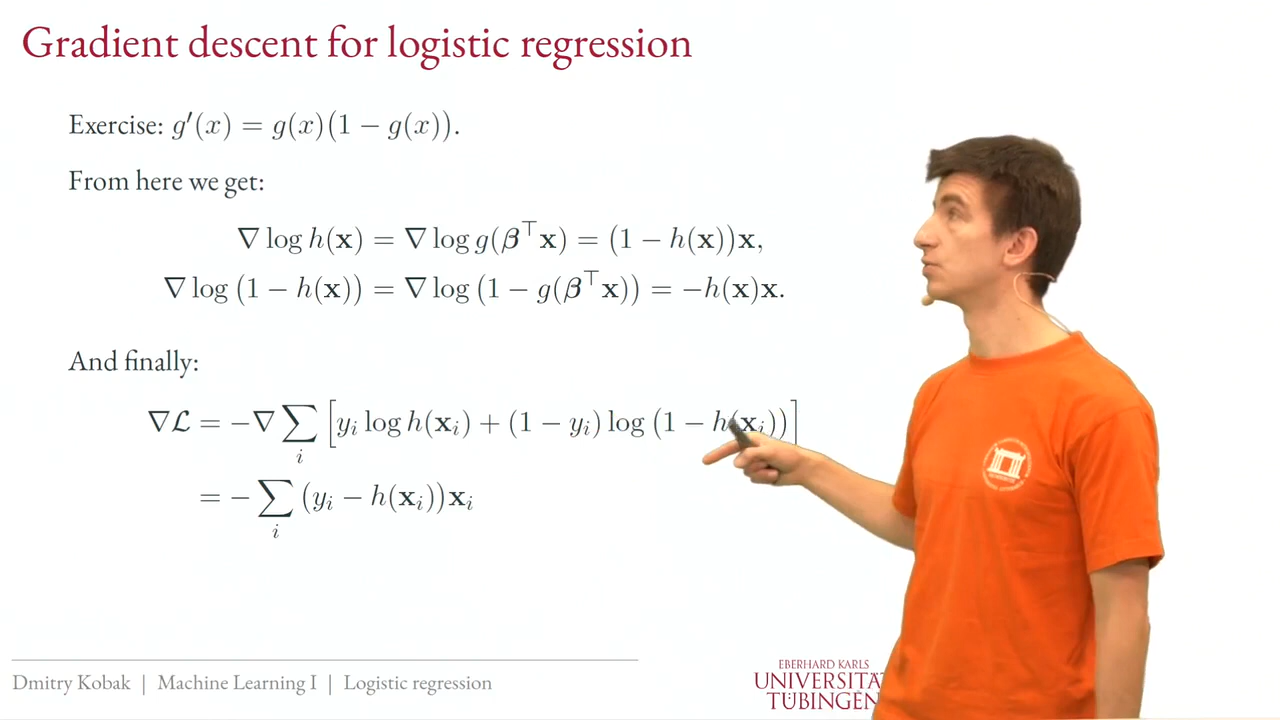 Gradient descent for logistic regression
Exercise: g′(x) = g(x)(1 − g(x)).
From here we get:
∇ log h(𝐱) = ∇ log g(𝜷⊤𝐱) = (1 − h(𝐱))𝐱,
∇ log (1 − h(𝐱)) = ∇ log (1 − g(𝜷⊤𝐱)) = −h(𝐱)𝐱.
And finally:
∇ℒ = −∇ ∑ᵢ [yᵢ log h(𝐱ᵢ) + (1 − yᵢ) log (1 − h(𝐱ᵢ))]
= − ∑ᵢ (yᵢ − h(𝐱ᵢ))𝐱ᵢ
Dmitry Kobak | Machine Learning I | Logistic regression
EBERHARD KARLS
UNIVERSITÄ
TÜBINGEN